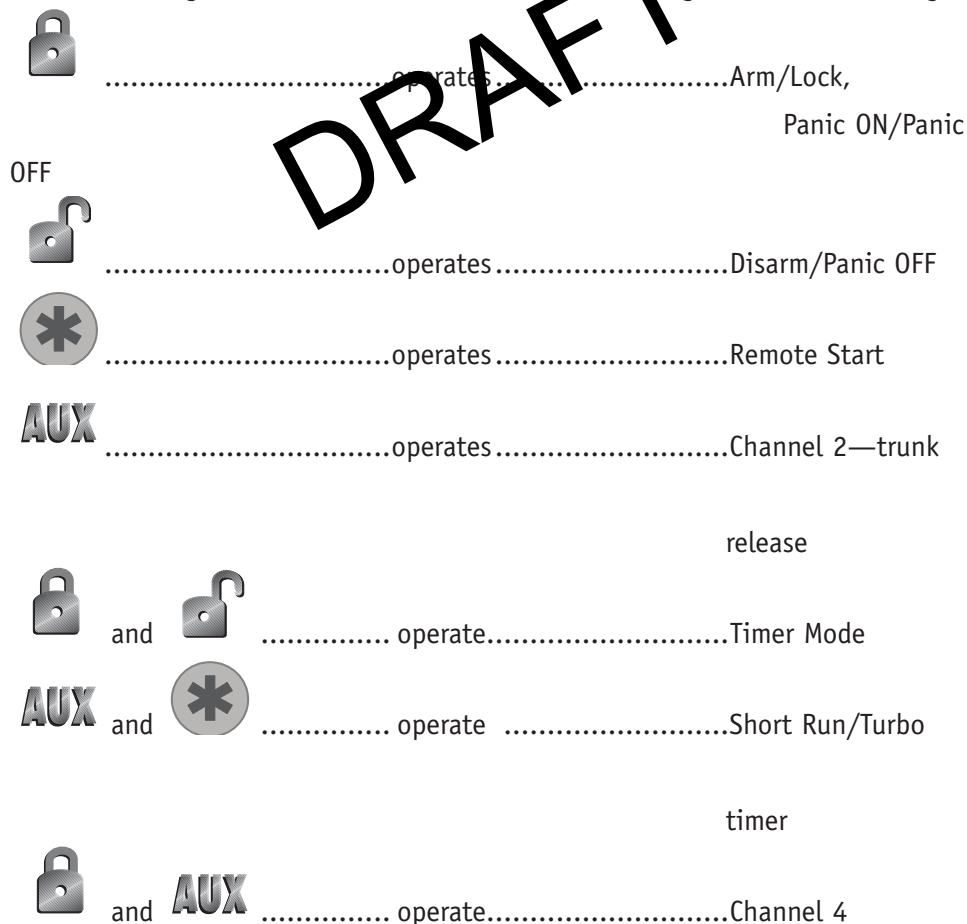 ..................................operates............................Arm/Lock,
Panic ON/Panic
OFF
..................................operates............................Disarm/Panic OFF
..................................operates............................Remote Start
AUX ..................................operates............................Channel 2—trunk
release
and ............... operate............................Timer Mode
AUX and ............... operate ...........................Short Run/Turbo
timer
and AUX ............... operate............................Channel 4
DRAFT